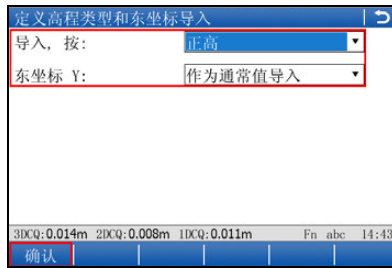 定义高程类型和东坐标导入
导入, 按: 正高
东坐标 Y: 作为通常值导入
3DCQ:0.014m 2DCQ:0.008m 1DCQ:0.011m Fn abc 14:43
确认